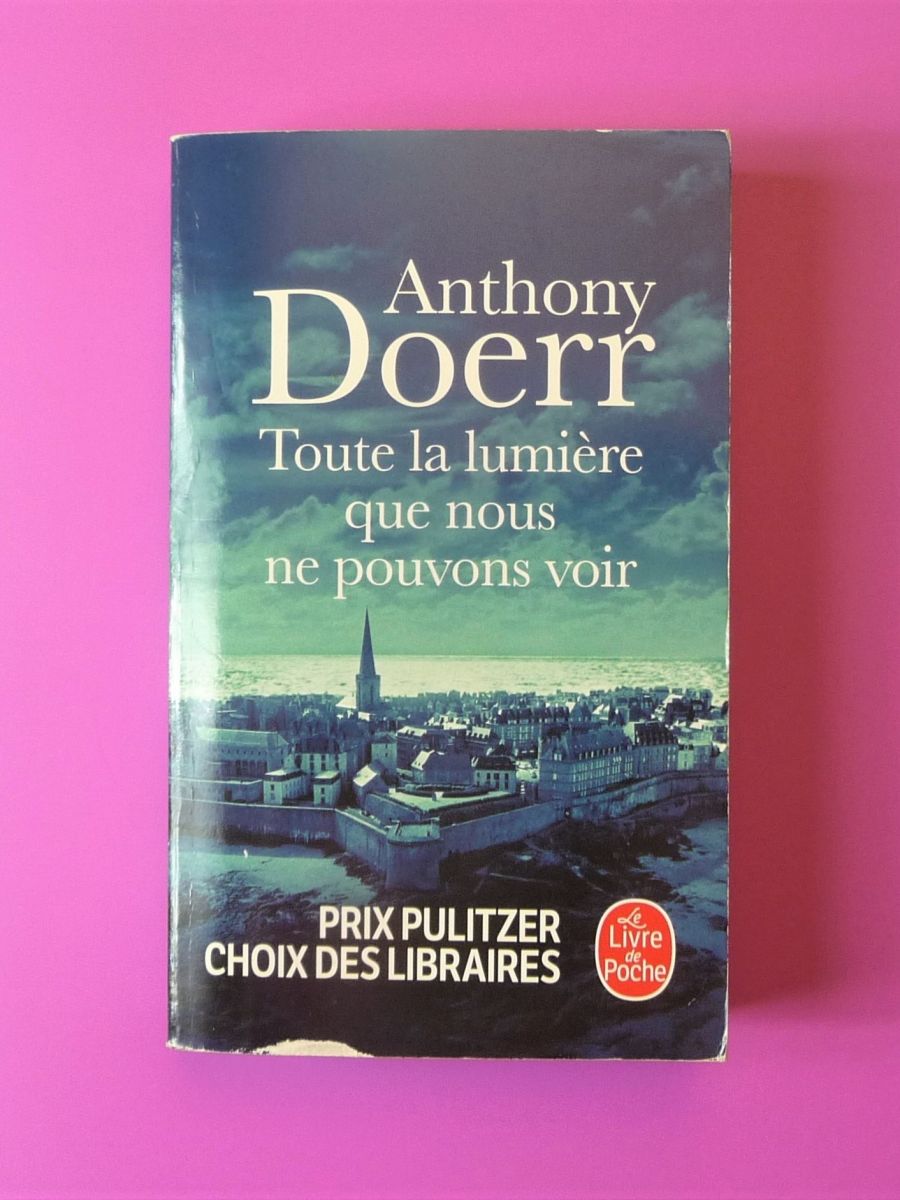 Anthony
Doerr
Toute la lumière
que nous
ne pouvons voir
PRIX PULITZER
CHOIX DES LIBRAIRES
Le
Livre
de
Poche